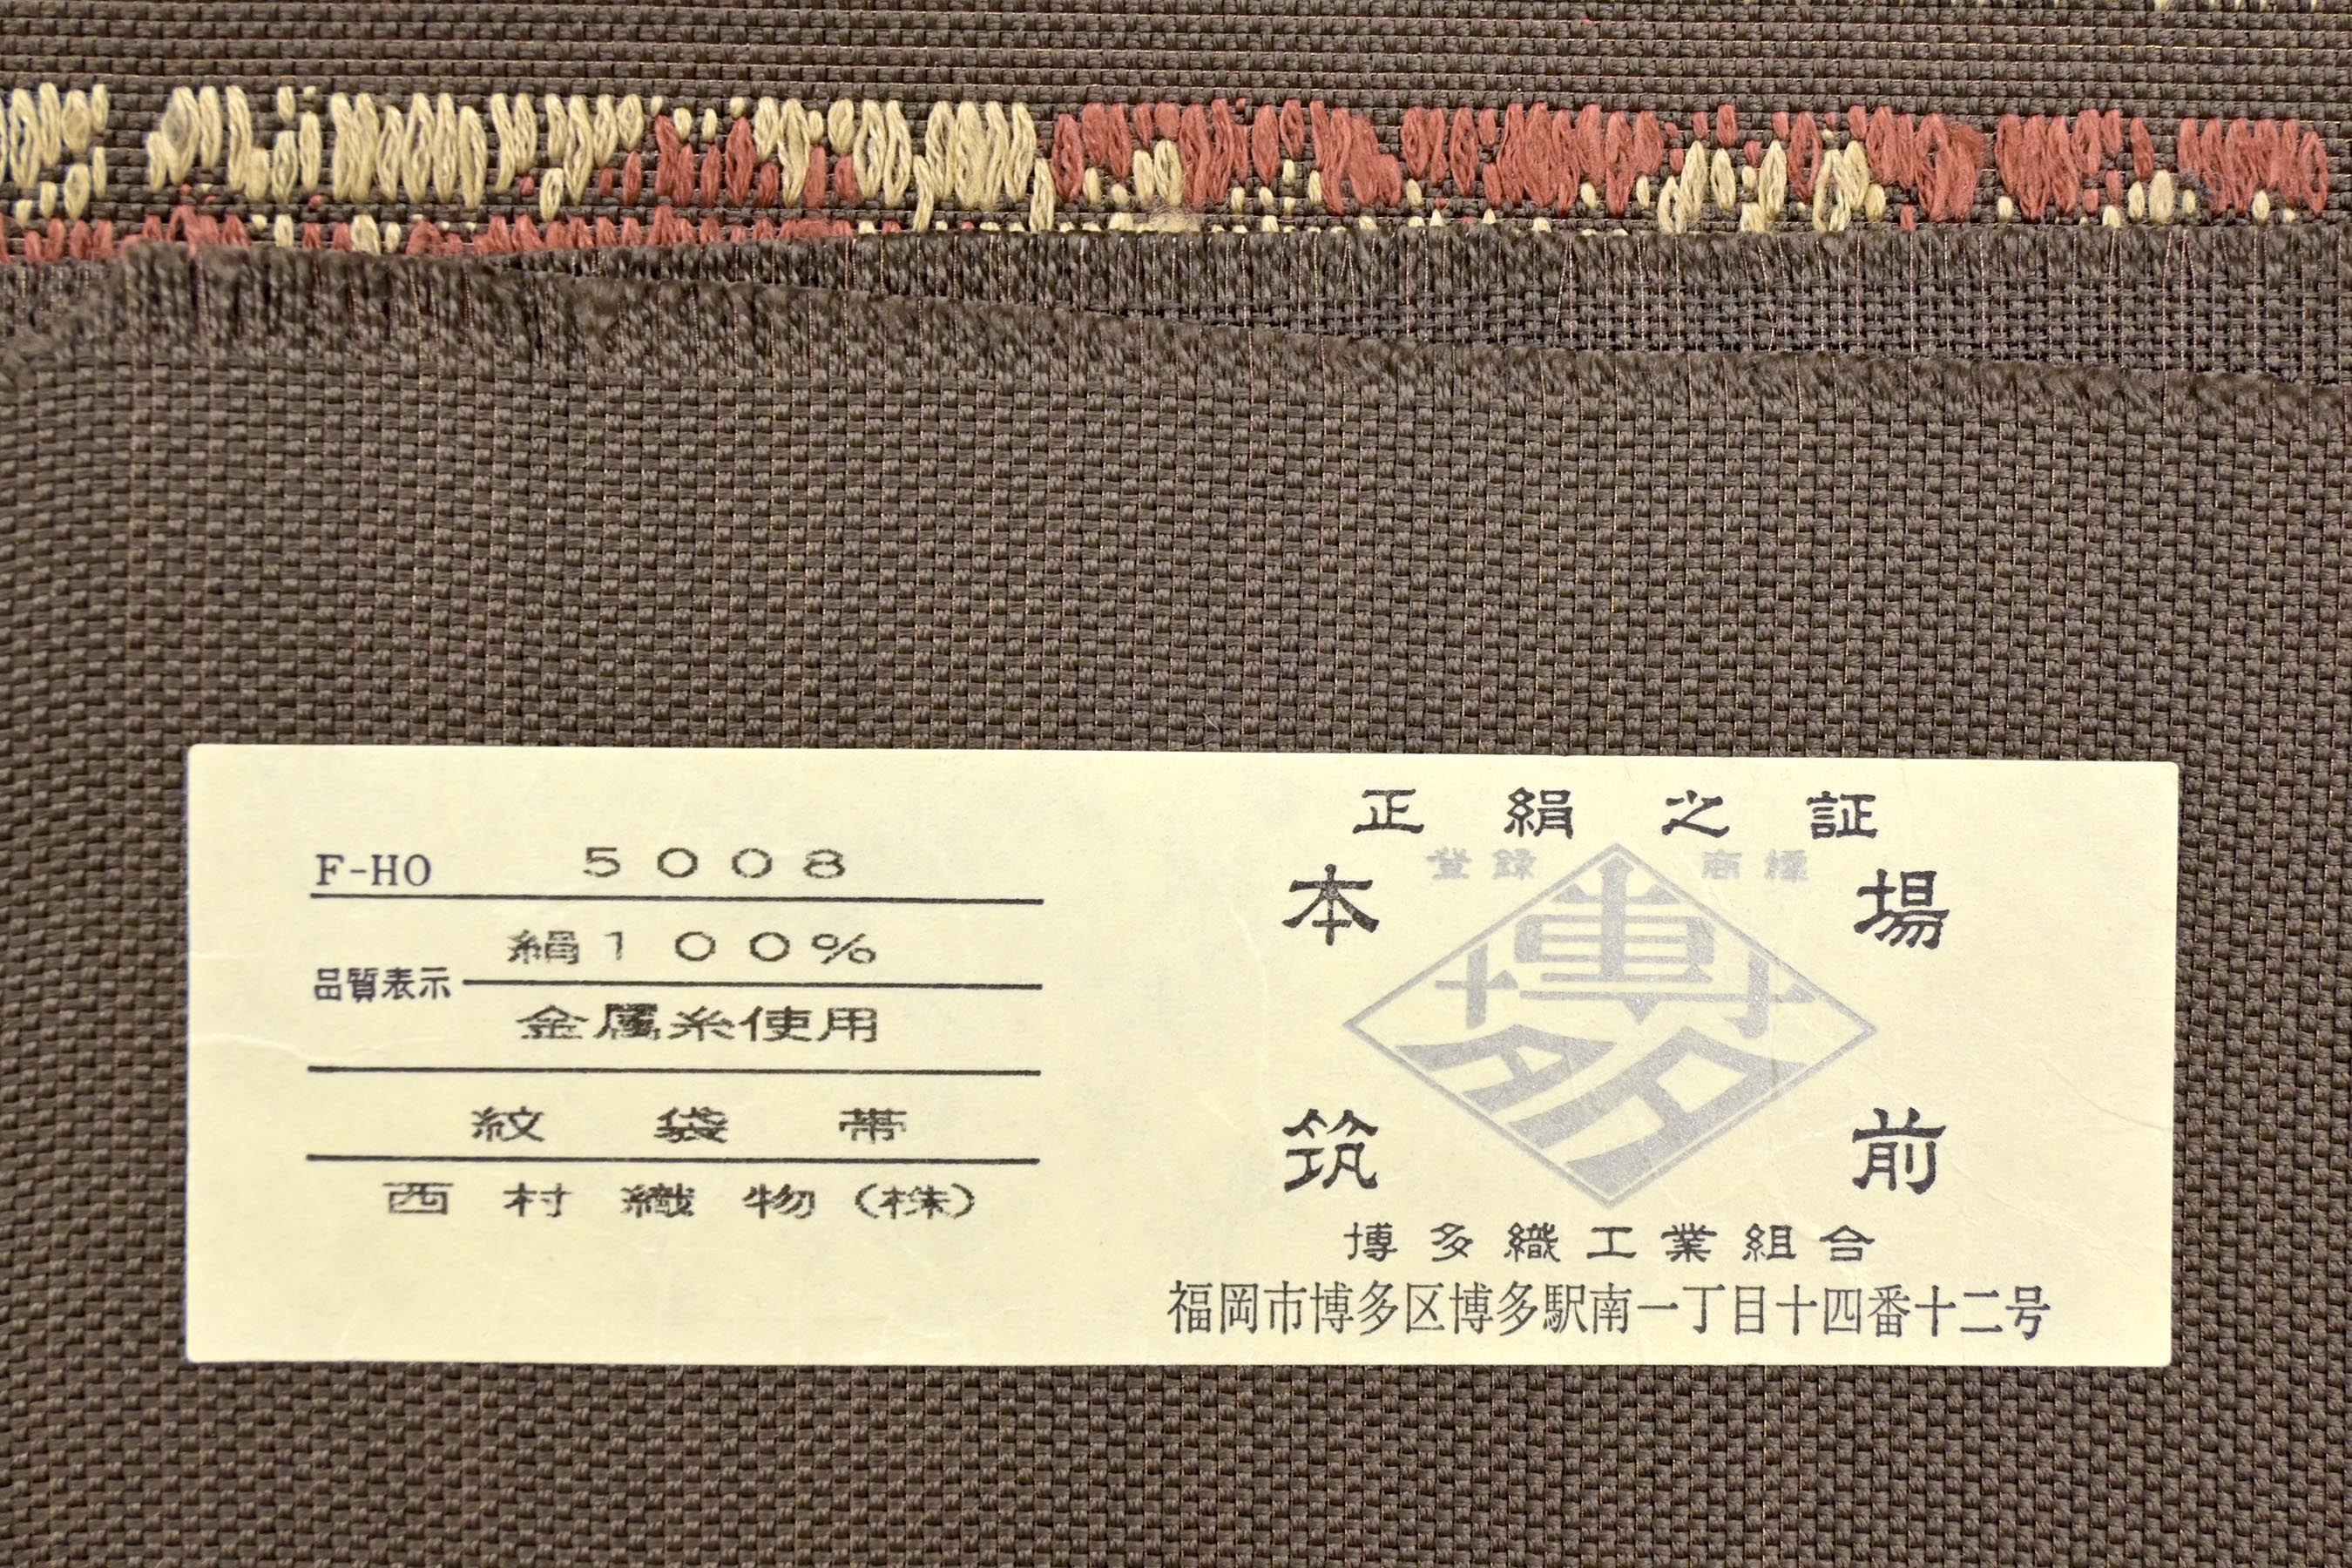 F-HO 5008
絹100%
品質表示
金属糸使用
紋袋帯
西村織物(株)
正絹之証
登録 商標
本場
博多
筑前
博多織工業組合
福岡市博多区博多駅南一丁目十四番十二号